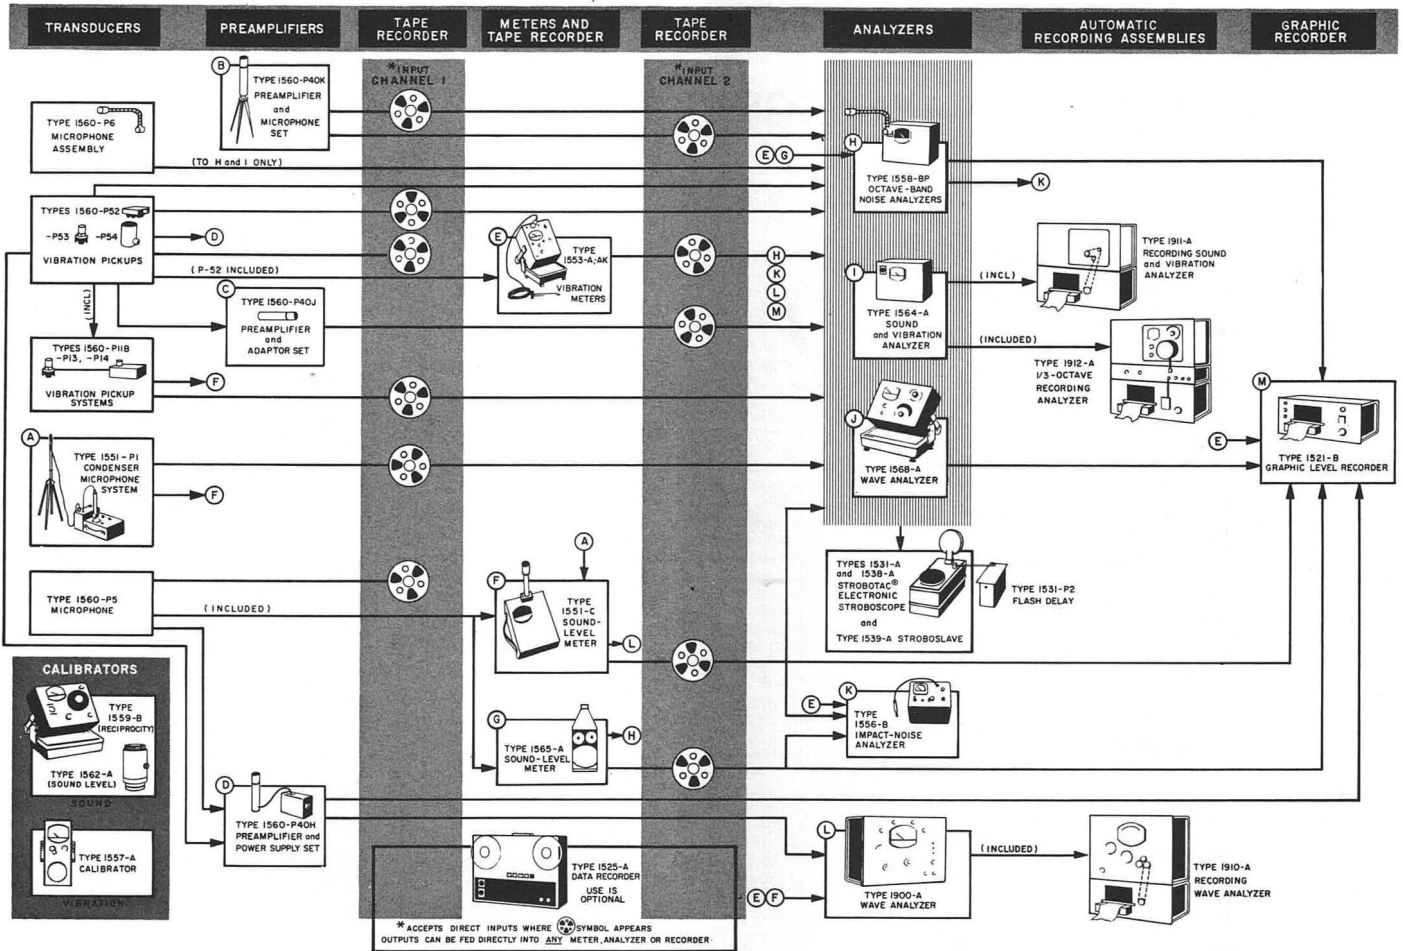 TRANSDUCERS
PREAMPLIFIERS
TAPE
RECORDER
METERS AND
TAPE RECORDER
TAPE
RECORDER
ANALYZERS
AUTOMATIC
RECORDING ASSEMBLIES
GRAPHIC
RECORDER
*INPUT
CHANNEL 1
*INPUT
CHANNEL 2
B
TYPE 1560-P40K
PREAMPLIFIER
and
MICROPHONE
SET
TYPE 1560-P6
MICROPHONE
ASSEMBLY
(TO H and I ONLY)
E G
H
TYPE 1558-BP
OCTAVE-BAND
NOISE ANALYZERS
K
TYPES 1560-P52
-P53 -P54
VIBRATION PICKUPS
D
(P-52 INCLUDED)
E
TYPE
1553-A;AK
VIBRATION
METERS
H
K
L
M
I
TYPE 1564-A
SOUND
and VIBRATION
ANALYZER
(INCL)
TYPE 1911-A
RECORDING SOUND
and VIBRATION
ANALYZER
(INCLUDED)
TYPE 1912-A
1/3-OCTAVE
RECORDING
ANALYZER
(INCL)
C
TYPE 1560-P40J
PREAMPLIFIER
and
ADAPTOR SET
TYPES 1560-P11B
-P13, -P14
VIBRATION PICKUP
SYSTEMS
F
J
TYPE 1568-A
WAVE ANALYZER
M
E
TYPE 1521-B
GRAPHIC LEVEL RECORDER
A
TYPE 1551-P1
CONDENSER
MICROPHONE
SYSTEM
F
A
TYPES 1531-A
and 1538-A
STROBOTAC®
ELECTRONIC
STROBOSCOPE
and
TYPE 1539-A STROBOSLAVE
TYPE 1531-P2
FLASH DELAY
TYPE 1560-P5
MICROPHONE
(INCLUDED)
F
TYPE
1551-C
SOUND-
LEVEL
METER
L
CALIBRATORS
TYPE
1559-B
(RECIPROCITY)
TYPE 1562-A
(SOUND LEVEL)
SOUND
TYPE 1557-A
CALIBRATOR
VIBRATION
G
TYPE 1565-A
SOUND-LEVEL
METER
H
K
E
TYPE
1556-B
IMPACT-NOISE
ANALYZER
D
TYPE 1560-P40H
PREAMPLIFIER and
POWER SUPPLY SET
TYPE 1525-A
DATA RECORDER
USE IS
OPTIONAL
*ACCEPTS DIRECT INPUTS WHERE SYMBOL APPEARS
OUTPUTS CAN BE FED DIRECTLY INTO ANY METER, ANALYZER OR RECORDER
L
E F
TYPE 1900-A
WAVE ANALYZER
(INCLUDED)
TYPE 1910-A
RECORDING
WAVE ANALYZER